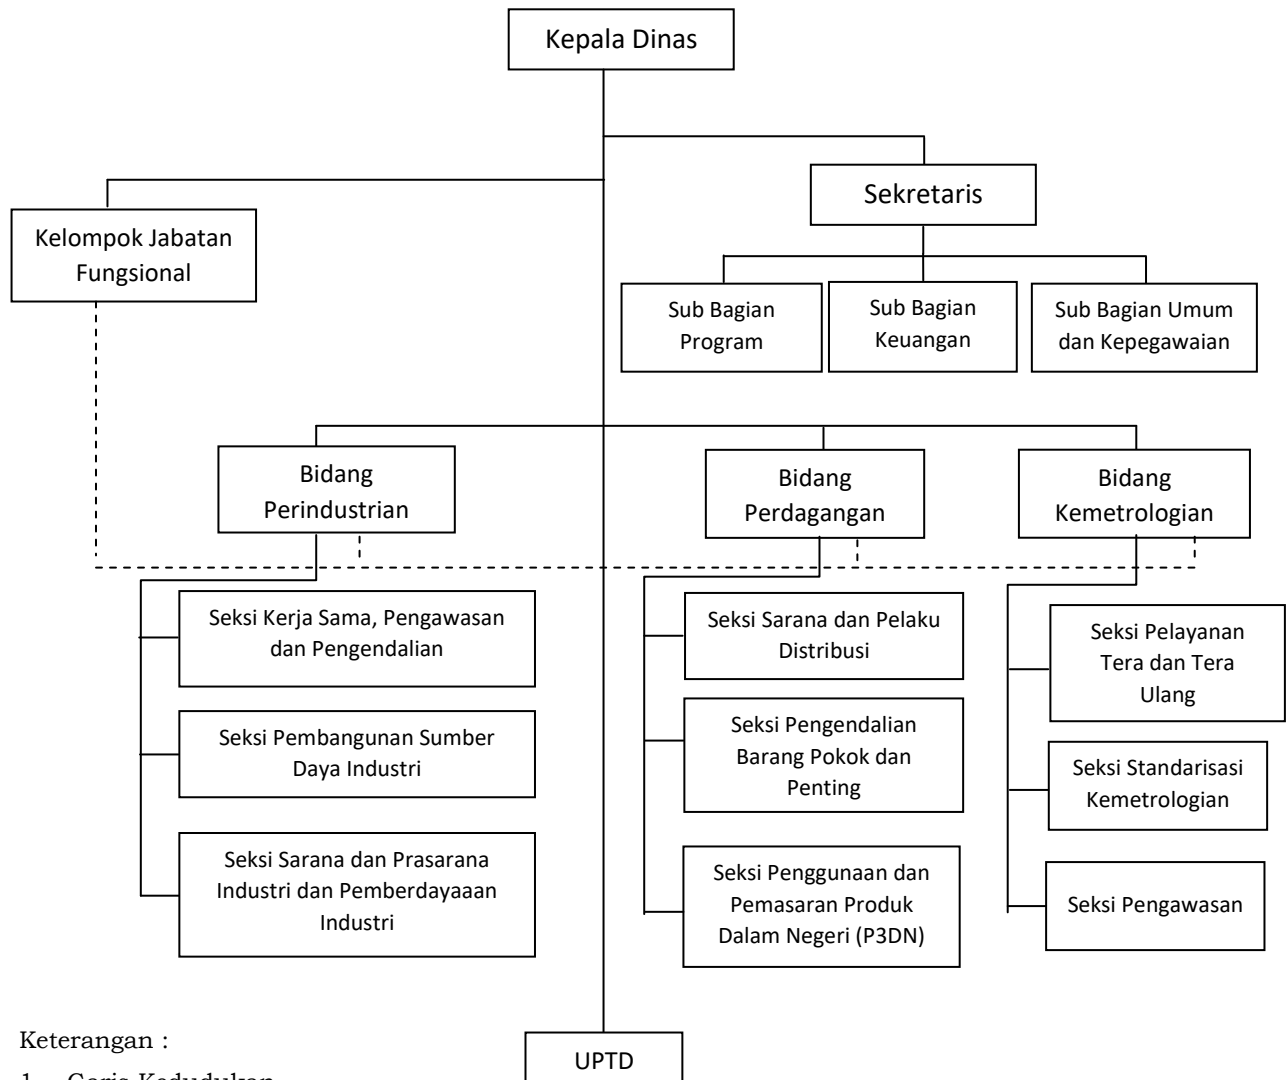 Kepala Dinas
Sekretaris
Kelompok Jabatan
Fungsional
Sub Bagian
Program
Sub Bagian
Keuangan
Sub Bagian Umum
dan Kepegawaian
Bidang
Perindustrian
Bidang
Perdagangan
Bidang
Kemetrologian
Seksi Kerja Sama, Pengawasan
dan Pengendalian
Seksi Pembangunan Sumber
Daya Industri
Seksi Sarana dan Prasarana
Industri dan Pemberdayaaan
Industri
Seksi Sarana dan Pelaku
Distribusi
Seksi Pengendalian
Barang Pokok dan
Penting
Seksi Penggunaan dan
Pemasaran Produk
Dalam Negeri (P3DN)
Seksi Pelayanan
Tera dan Tera
Ulang
Seksi Standarisasi
Kemetrologian
Seksi Pengawasan
UPTD
Keterangan :
1. Garis Kedudukan